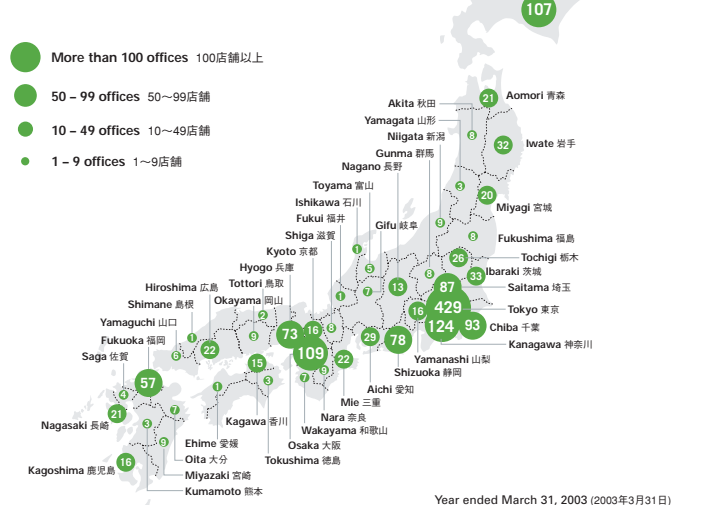 107
More than 100 offices 100店舗以上
50 – 99 offices 50〜99店舗
10 – 49 offices 10〜49店舗
1 – 9 offices 1〜9店舗
21
Aomori 青森
Akita 秋田
8
Yamagata 山形
Niigata 新潟
32
Iwate 岩手
Gunma 群馬
Nagano 長野
Toyama 富山
3
20
Miyagi 宮城
Ishikawa 石川
Fukui 福井
Gifu 岐阜
9
Shiga 滋賀
8
Fukushima 福島
Kyoto 京都
1
26
Tochigi 栃木
Hyogo 兵庫
5
8
33
Ibaraki 茨城
Tottori 鳥取
Hiroshima 広島
7
13
87
Saitama 埼玉
Okayama 岡山
1
Shimane 島根
2
16
429
Tokyo 東京
Yamaguchi 山口
16
8
124
93
Chiba 千葉
Fukuoka 福岡
1
9
73
29
78
Kanagawa 神奈川
Saga 佐賀
6
22
109
22
Yamanashi 山梨
15
9
Shizuoka 静岡
57
1
3
7
Aichi 愛知
4
Mie 三重
21
7
Nara 奈良
Nagasaki 長崎
3
Kagawa 香川
Wakayama 和歌山
9
Ehime 愛媛
Osaka 大阪
16
Oita 大分
Tokushima 徳島
Kagoshima 鹿児島
Miyazaki 宮崎
Kumamoto 熊本
Year ended March 31, 2003 (2003年3月31日)